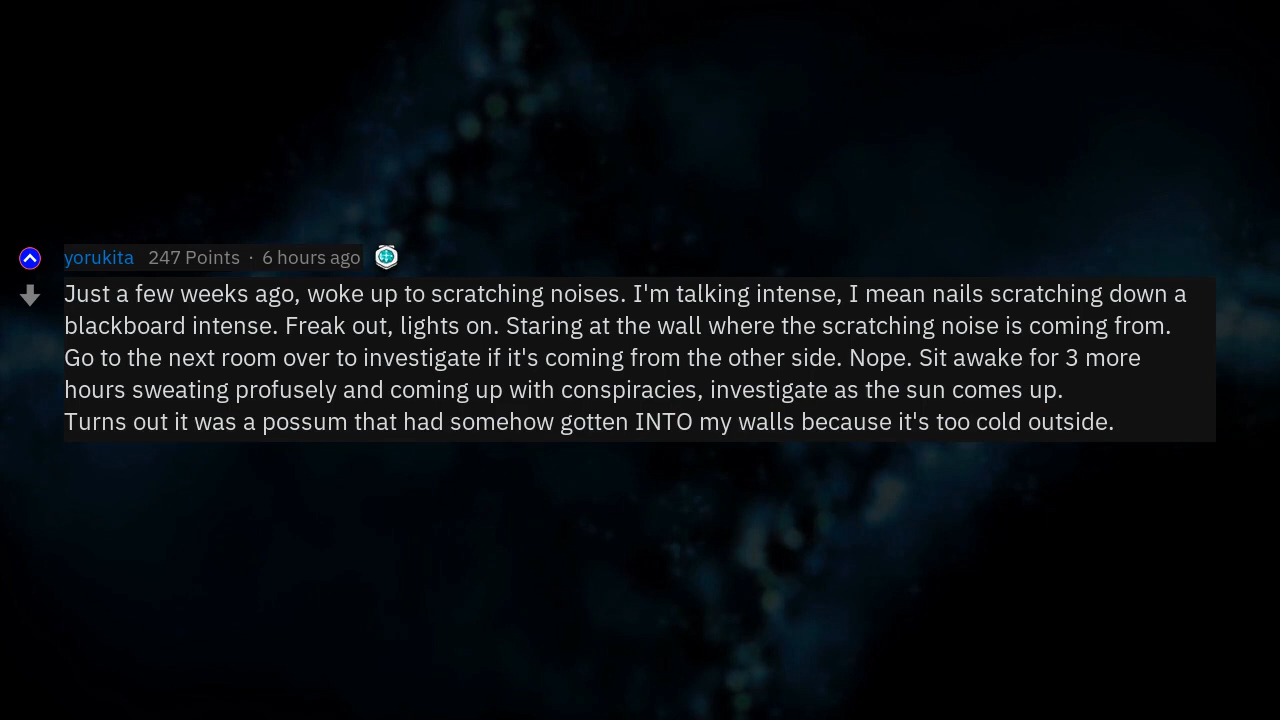 yorukita 247 Points · 6 hours ago
Just a few weeks ago, woke up to scratching noises. I'm talking intense, I mean nails scratching down a
blackboard intense. Freak out, lights on. Staring at the wall where the scratching noise is coming from.
Go to the next room over to investigate if it's coming from the other side. Nope. Sit awake for 3 more
hours sweating profusely and coming up with conspiracies, investigate as the sun comes up.
Turns out it was a possum that had somehow gotten INTO my walls because it's too cold outside.